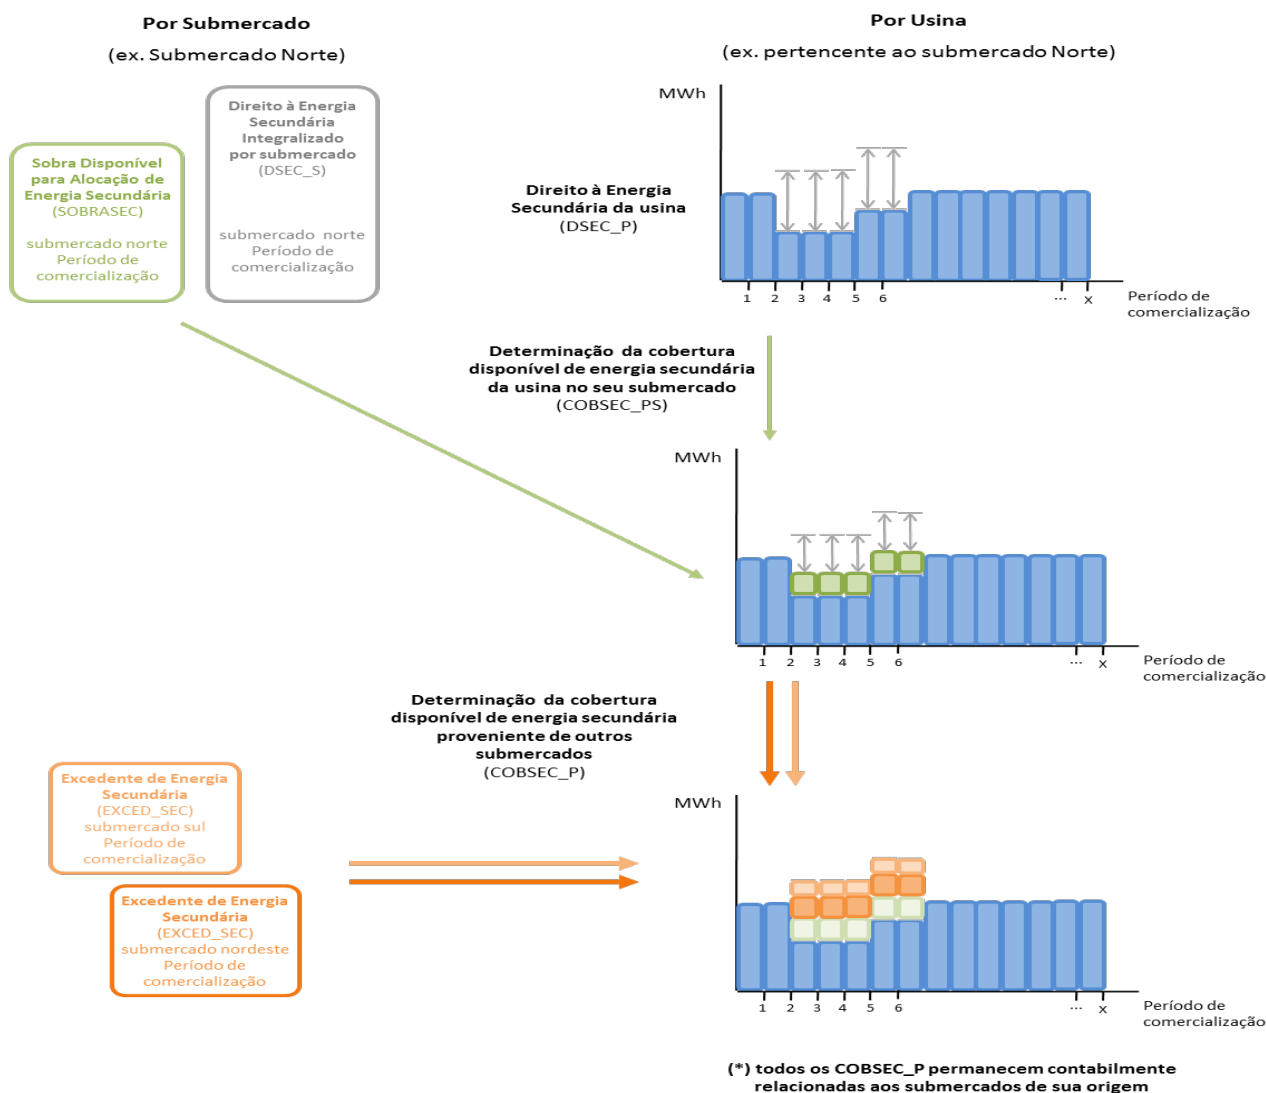 Por Submercado
(ex. Submercado Norte)
Direito à Energia
Secundária
Integralizado
por submercado
(DSEC_S)
submercado  norte
Período de
comercialização
Sobra Disponível
para Alocação de
Energia Secundária
(SOBRASEC)
submercado norte
Período de
comercialização
Por Usina
(ex. pertencente ao submercado Norte)
MWh
Direito à Energia
Secundária da usina
(DSEC_P)
1 2 3 4 5 6 ... x
Período de
comercialização
Determinação  da cobertura
disponível de energia secundária
da usina no seu submercado
(COBSEC_PS)
MWh
1 2 3 4 5 6 ... x
Período de
comercialização
Determinação  da cobertura
disponível de energia secundária
proveniente de outros
submercados
(COBSEC_P)
Excedente de Energia
Secundária
(EXCED_SEC)
submercado sul
Período de
comercialização
Excedente de Energia
Secundária
(EXCED_SEC)
submercado nordeste
Período de
comercialização
MWh
1 2 3 4 5 6 ... x
Período de
comercialização
(*) todos os COBSEC_P permanecem contabilmente
relacionadas aos submercados de sua origem